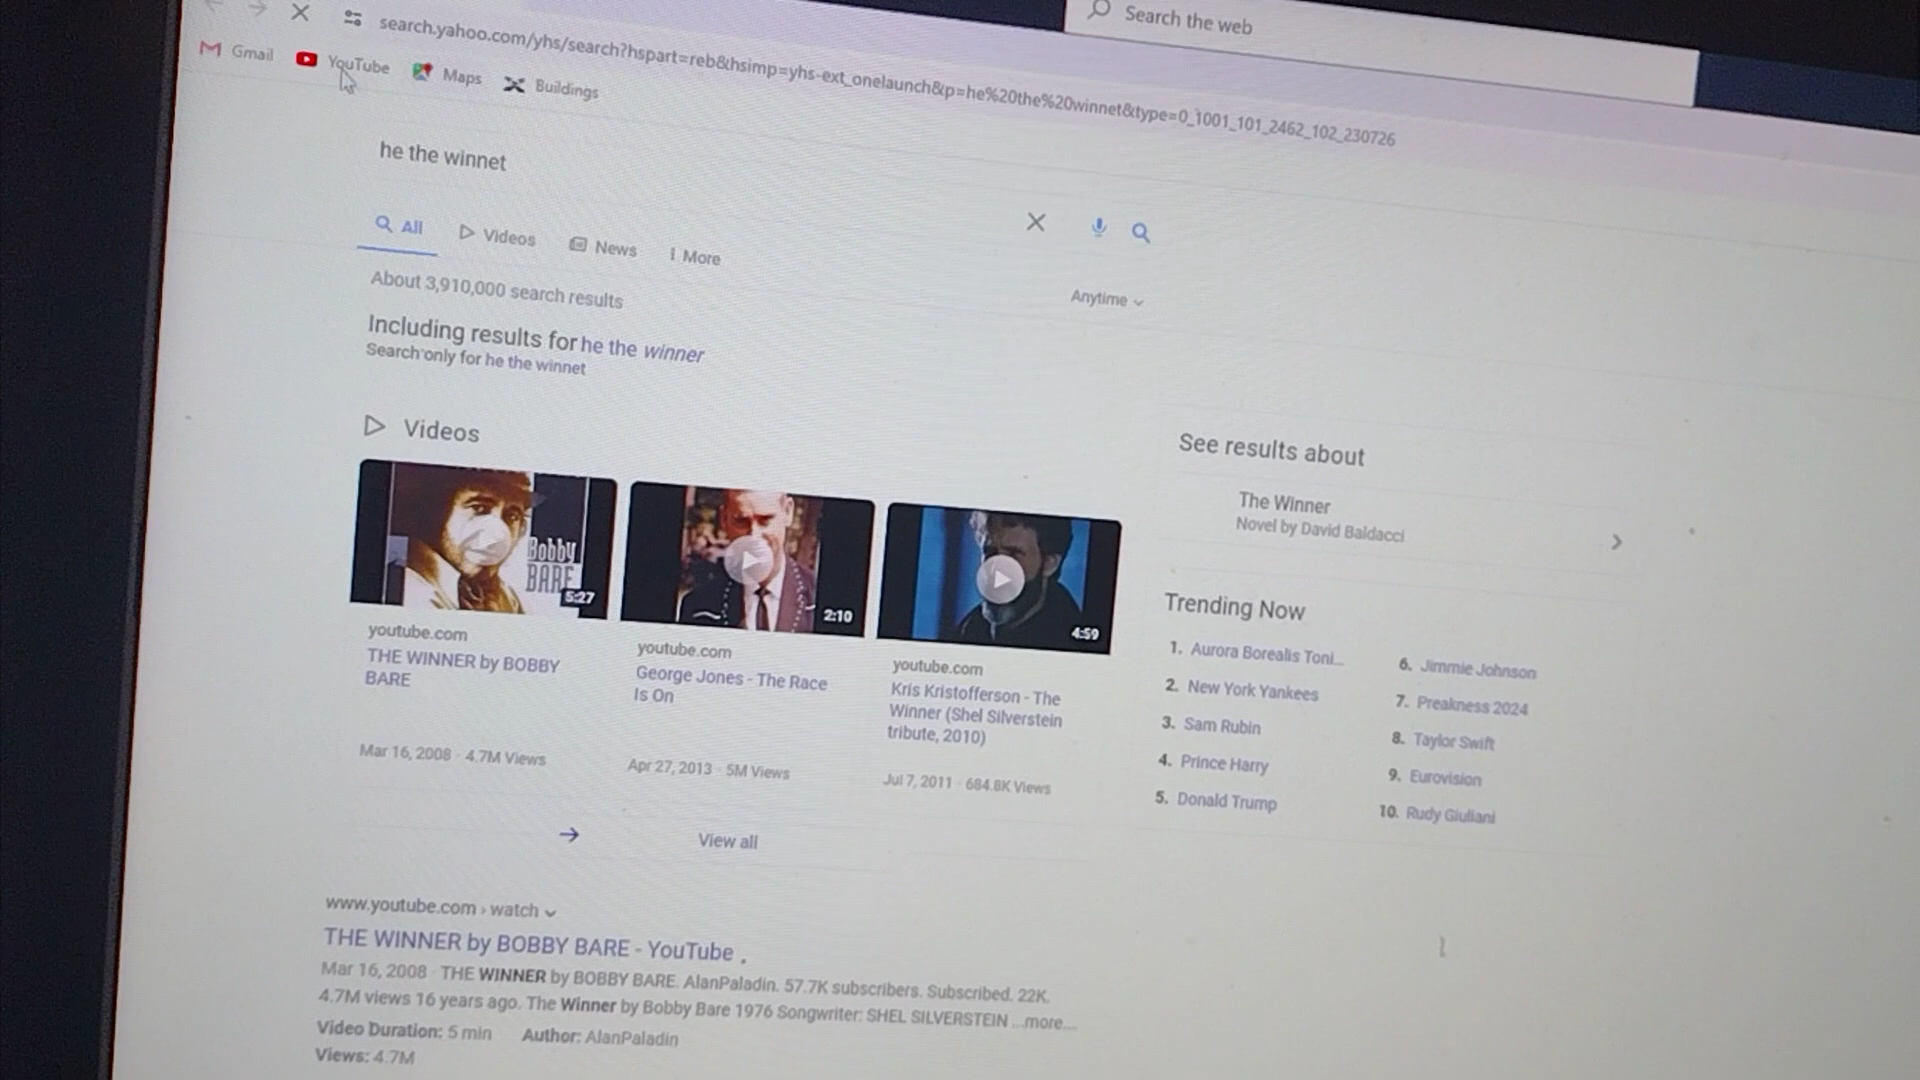 Search the web
search.yahoo.com/yhs/search?hspart=reb&hsimp=yhs-ext_onelaunch&p=he%20the%20winnet&type=0_1001_101_2462_102_230726
Gmail YouTube Maps Buildings
he the winnet
All Videos News More
About 3,910,000 search results
Anytime
Including results for he the winner
Search only for he the winnet
Videos
Bobby
BARE
5:27
2:10
4:59
youtube.com
THE WINNER by BOBBY
BARE
Mar 16, 2008 · 4.7M Views
youtube.com
George Jones - The Race
Is On
Apr 27, 2013 · 5M Views
youtube.com
Kris Kristofferson - The
Winner (Shel Silverstein
tribute, 2010)
Jul 7, 2011 · 684.8K Views
View all
See results about
The Winner
Novel by David Baldacci
Trending Now
1. Aurora Borealis Toni...
2. New York Yankees
3. Sam Rubin
4. Prince Harry
5. Donald Trump
6. Jimmie Johnson
7. Preakness 2024
8. Taylor Swift
9. Eurovision
10. Rudy Giuliani
www.youtube.com › watch
THE WINNER by BOBBY BARE - YouTube
Mar 16, 2008 · THE WINNER by BOBBY BARE. AlanPaladin. 57.7K subscribers. Subscribed. 22K.
4.7M views 16 years ago. The Winner by Bobby Bare 1976 Songwriter: SHEL SILVERSTEIN ...more...
Video Duration: 5 min Author: AlanPaladin
Views: 4.7M